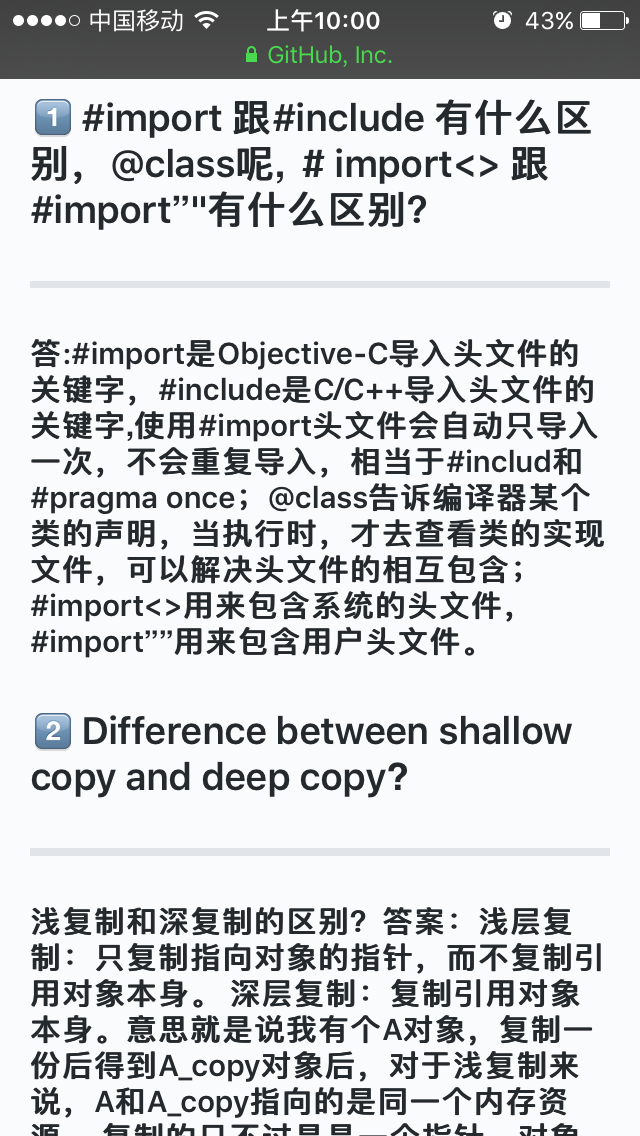 中国移动 上午10:00 43%
GitHub, Inc.
1 #import 跟#include 有什么区
别，@class呢, # import<> 跟
#import”"有什么区别?
答:#import是Objective-C导入头文件的
关键字，#include是C/C++导入头文件的
关键字,使用#import头文件会自动只导入
一次，不会重复导入，相当于#includ和
#pragma once；@class告诉编译器某个
类的声明，当执行时，才去查看类的实现
文件，可以解决头文件的相互包含；
#import<>用来包含系统的头文件，
#import””用来包含用户头文件。
2 Difference between shallow
copy and deep copy?
浅复制和深复制的区别？答案：浅层复
制：只复制指向对象的指针，而不复制引
用对象本身。 深层复制：复制引用对象
本身。意思就是说我有个A对象，复制一
份后得到A_copy对象后，对于浅复制来
说，A和A_copy指向的是同一个内存资
源，复制的只不过是是一个指针，对象